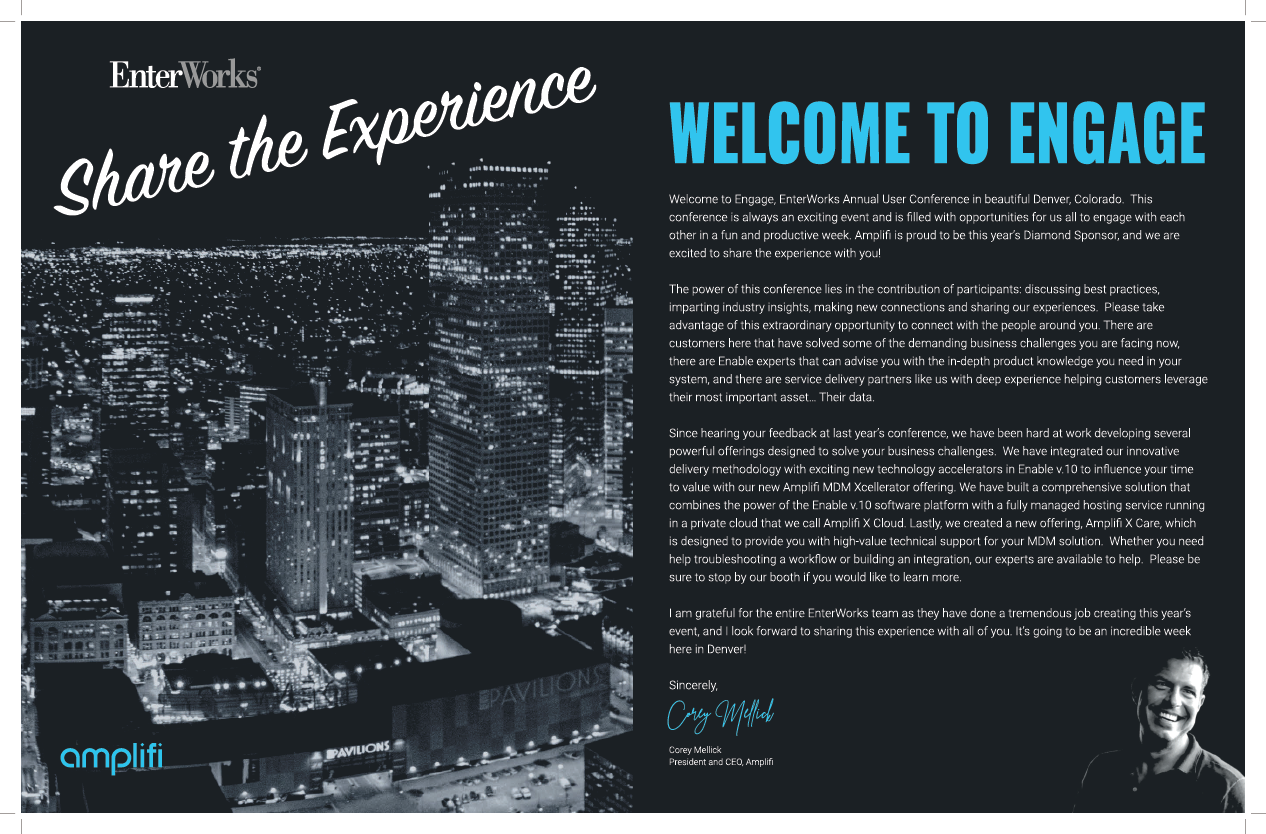 EnterWorks®
Share the Experience
PAVILIONS
PAVILIONS
amplifi
WELCOME TO ENGAGE
Welcome to Engage, EnterWorks Annual User Conference in beautiful Denver, Colorado.  This
conference is always an exciting event and is filled with opportunities for us all to engage with each
other in a fun and productive week. Amplifi is proud to be this year's Diamond Sponsor, and we are
excited to share the experience with you!
The power of this conference lies in the contribution of participants: discussing best practices,
imparting industry insights, making new connections and sharing our experiences.  Please take
advantage of this extraordinary opportunity to connect with the people around you. There are
customers here that have solved some of the demanding business challenges you are facing now,
there are Enable experts that can advise you with the in-depth product knowledge you need in your
system, and there are service delivery partners like us with deep experience helping customers leverage
their most important asset… Their data.
Since hearing your feedback at last year's conference, we have been hard at work developing several
powerful offerings designed to solve your business challenges.  We have integrated our innovative
delivery methodology with exciting new technology accelerators in Enable v.10 to influence your time
to value with our new Amplifi MDM Xcellerator offering. We have built a comprehensive solution that
combines the power of the Enable v.10 software platform with a fully managed hosting service running
in a private cloud that we call Amplifi X Cloud. Lastly, we created a new offering, Amplifi X Care, which
is designed to provide you with high-value technical support for your MDM solution.  Whether you need
help troubleshooting a workflow or building an integration, our experts are available to help.  Please be
sure to stop by our booth if you would like to learn more.
I am grateful for the entire EnterWorks team as they have done a tremendous job creating this year's
event, and I look forward to sharing this experience with all of you. It's going to be an incredible week
here in Denver!
Sincerely,
Corey Mellick
Corey Mellick
President and CEO, Amplifi